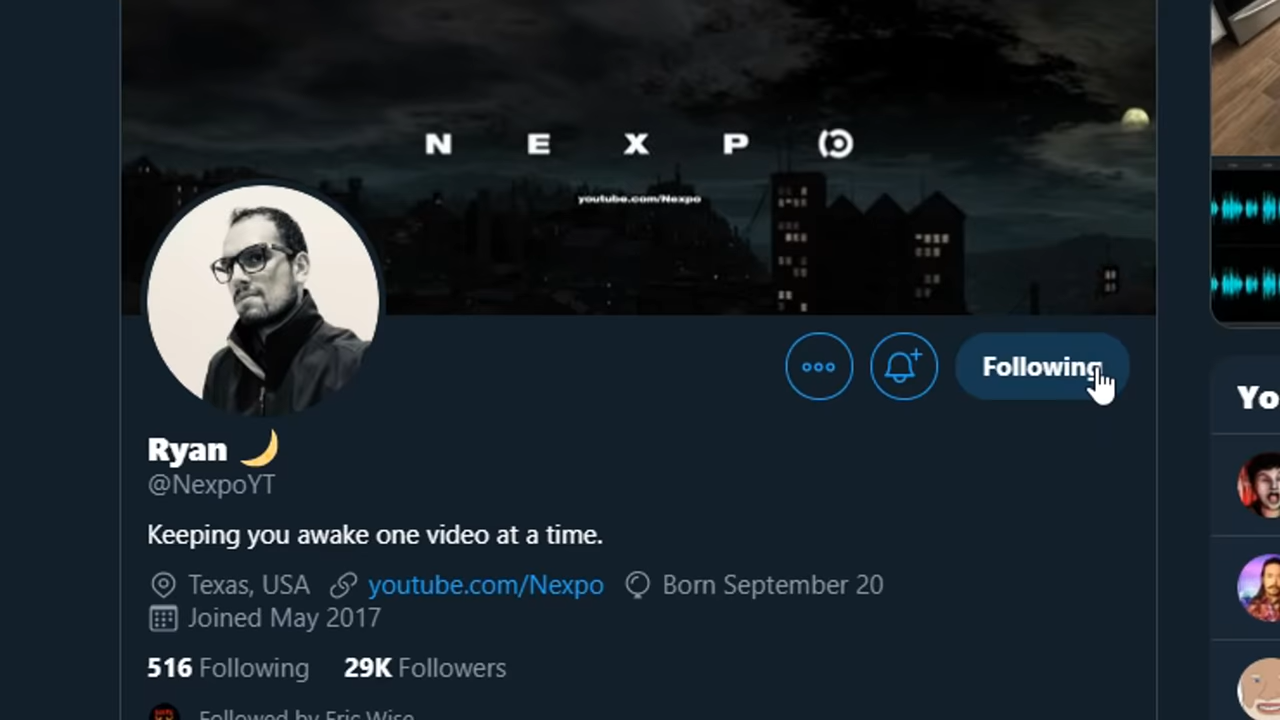 N E X P O
youtube.com/Nexpo
Following
Yo
Ryan 🌙
@NexpoYT
Keeping you awake one video at a time.
Texas, USA youtube.com/Nexpo Born September 20
Joined May 2017
516 Following 29K Followers
Followed by Eric Wise